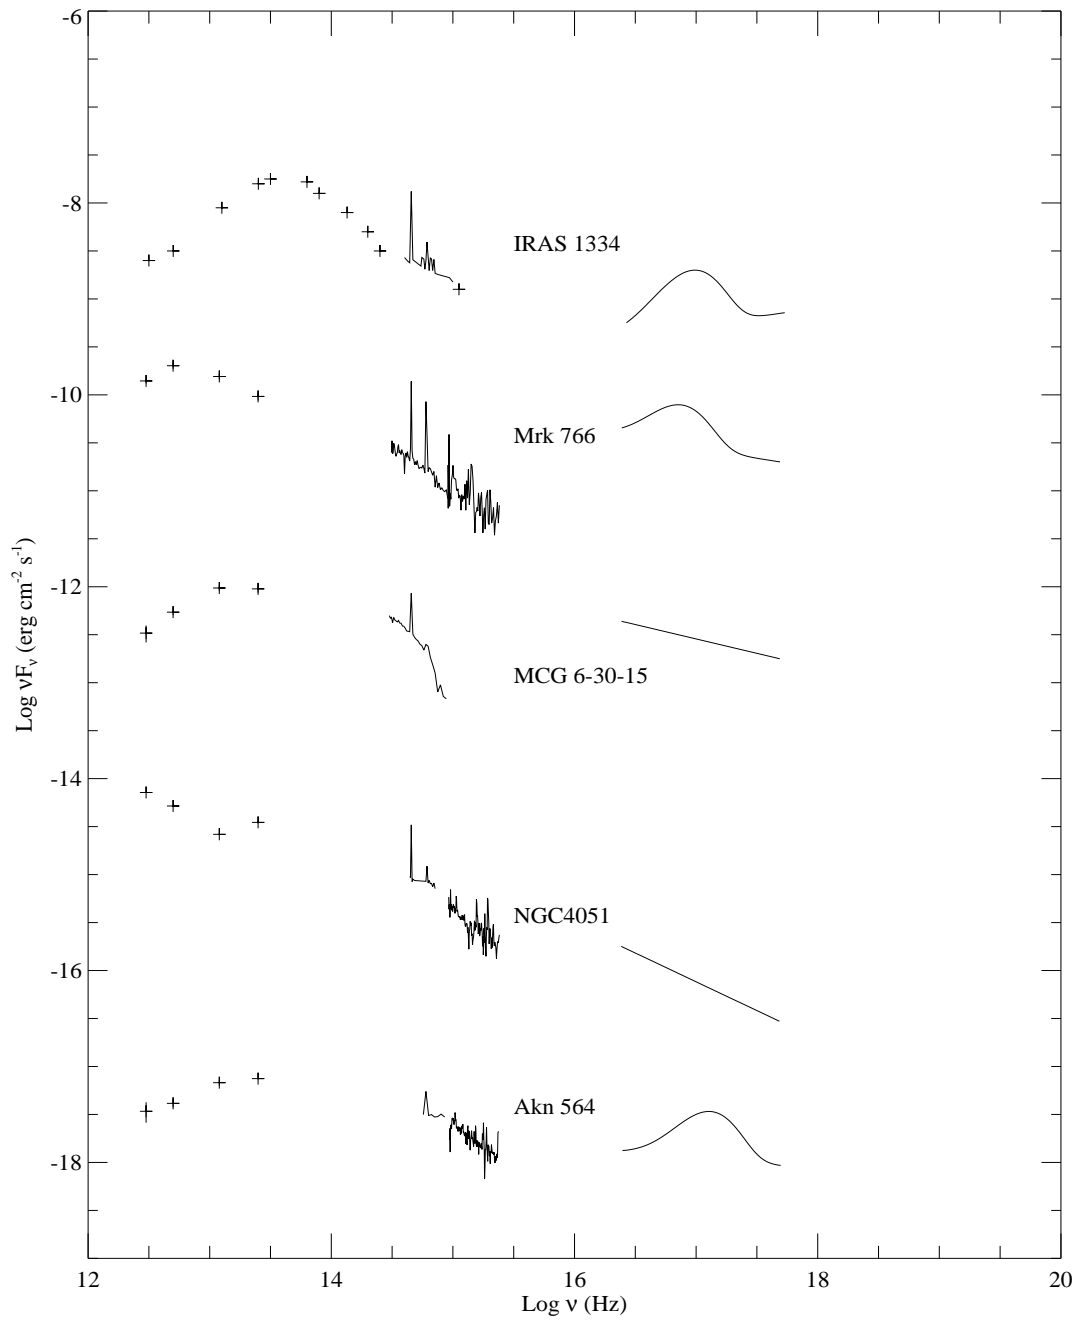 -6
-8
-10
-12
-14
-16
-18
Log νFν (erg cm-2 s-1)
IRAS 1334
Mrk 766
MCG 6-30-15
NGC4051
Akn 564
12 14 16 18 20
Log ν (Hz)